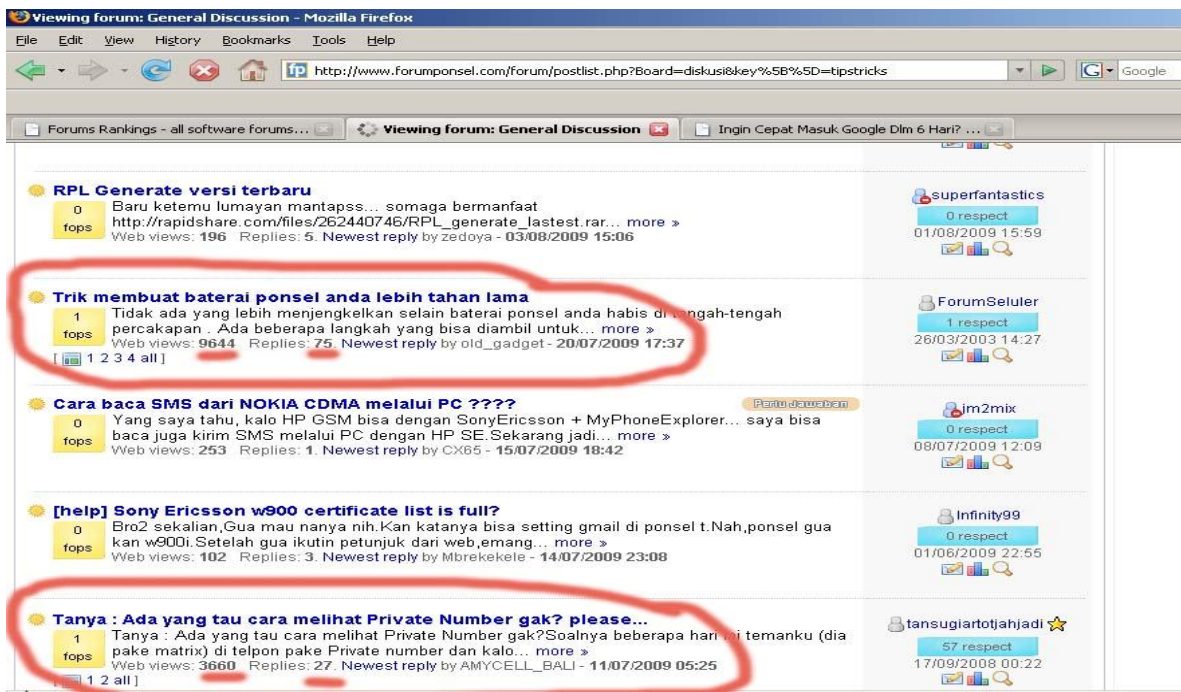 Viewing forum: General Discussion - Mozilla Firefox
File Edit View History Bookmarks Tools Help
http://www.forumponsel.com/forum/postlist.php?Board=diskusi&key%5B%5D=tipstricks
G Google
Forums Rankings - all software forums...
Viewing forum: General Discussion
Ingin Cepat Masuk Google Dlm 6 Hari? ...
RPL Generate versi terbaru
0 fops
Baru ketemu lumayan mantapss... somaga bermanfaat
http://rapidshare.com/files/262440746/RPL_generate_lastest.rar... more »
Web views: 196 Replies: 5. Newest reply by zedoya - 03/08/2009 15:06
superfantastics
0 respect
01/08/2009 15:59
Trik membuat baterai ponsel anda lebih tahan lama
1 fops
Tidak ada yang lebih menjengkelkan selain baterai ponsel anda habis di tengah-tengah
percakapan . Ada beberapa langkah yang bisa diambil untuk... more »
Web views: 9644 Replies: 75. Newest reply by old_gadget - 20/07/2009 17:37
[ 1 2 3 4 all ]
ForumSeluler
1 respect
26/03/2003 14:27
Cara baca SMS dari NOKIA CDMA melalui PC ????
Perlu Jawaban
0 fops
Yang saya tahu, kalo HP GSM bisa dengan SonyEricsson + MyPhoneExplorer... saya bisa
baca juga kirim SMS melalui PC dengan HP SE.Sekarang jadi... more »
Web views: 253 Replies: 1. Newest reply by CX65 - 15/07/2009 18:42
jm2mix
0 respect
08/07/2009 12:09
[help] Sony Ericsson w900 certificate list is full?
0 fops
Bro2 sekalian,Gua mau nanya nih.Kan katanya bisa setting gmail di ponsel t.Nah,ponsel gua
kan w900i.Setelah gua ikutin petunjuk dari web,emang... more »
Web views: 102 Replies: 3. Newest reply by Mbrekekele - 14/07/2009 23:08
Infinity99
0 respect
01/06/2009 22:55
Tanya : Ada yang tau cara melihat Private Number gak? please...
1 fops
Tanya : Ada yang tau cara melihat Private Number gak?Soalnya beberapa hari ini temanku (dia
pake matrix) di telpon pake Private number dan kalo... more »
Web views: 3660 Replies: 27. Newest reply by AMYCELL_BALI - 11/07/2009 05:25
[ 1 2 all ]
tansugiartotjahjadi
57 respect
17/09/2008 00:22